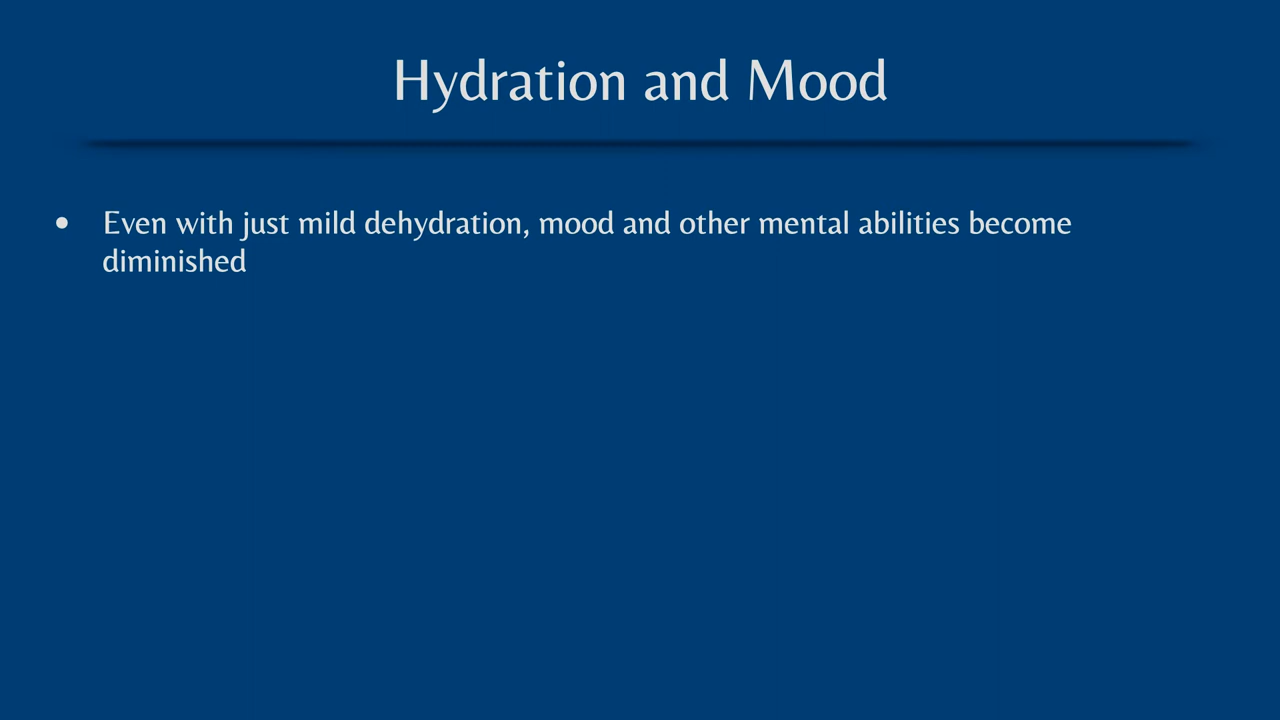 Hydration and Mood
• Even with just mild dehydration, mood and other mental abilities become
diminished